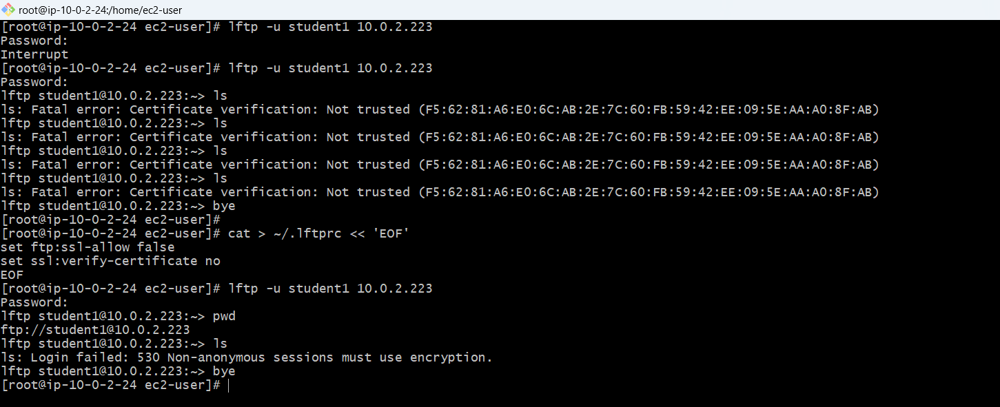 root@ip-10-0-2-24:/home/ec2-user
[root@ip-10-0-2-24 ec2-user]# lftp -u student1 10.0.2.223
Password:
Interrupt
[root@ip-10-0-2-24 ec2-user]# lftp -u student1 10.0.2.223
Password:
lftp student1@10.0.2.223:~> ls
ls: Fatal error: Certificate verification: Not trusted (F5:62:81:A6:E0:6C:AB:2E:7C:60:FB:59:42:EE:09:5E:AA:A0:8F:AB)
lftp student1@10.0.2.223:~> ls
ls: Fatal error: Certificate verification: Not trusted (F5:62:81:A6:E0:6C:AB:2E:7C:60:FB:59:42:EE:09:5E:AA:A0:8F:AB)
lftp student1@10.0.2.223:~> ls
ls: Fatal error: Certificate verification: Not trusted (F5:62:81:A6:E0:6C:AB:2E:7C:60:FB:59:42:EE:09:5E:AA:A0:8F:AB)
lftp student1@10.0.2.223:~> ls
ls: Fatal error: Certificate verification: Not trusted (F5:62:81:A6:E0:6C:AB:2E:7C:60:FB:59:42:EE:09:5E:AA:A0:8F:AB)
lftp student1@10.0.2.223:~> bye
[root@ip-10-0-2-24 ec2-user]#
[root@ip-10-0-2-24 ec2-user]# cat > ~/.lftprc << 'EOF'
set ftp:ssl-allow false
set ssl:verify-certificate no
EOF
[root@ip-10-0-2-24 ec2-user]# lftp -u student1 10.0.2.223
Password:
lftp student1@10.0.2.223:~> pwd
ftp://student1@10.0.2.223
lftp student1@10.0.2.223:~> ls
ls: Login failed: 530 Non-anonymous sessions must use encryption.
lftp student1@10.0.2.223:~> bye
[root@ip-10-0-2-24 ec2-user]#